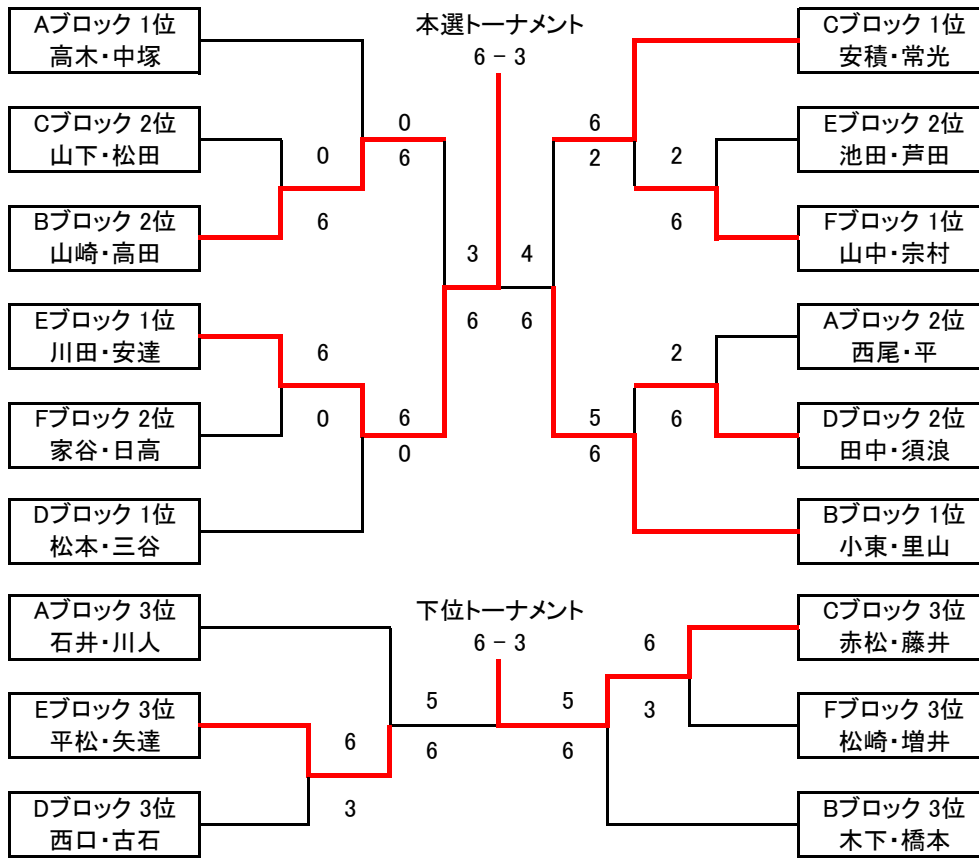 Aブロック 1位
高木・中塚
Cブロック 2位
山下・松田
Bブロック 2位
山崎・高田
Eブロック 1位
川田・安達
Fブロック 2位
家谷・日高
Dブロック 1位
松本・三谷
0
6
6
0
0
6
6
0
本選トーナメント
6 − 3
3
6
4
6
6
2
5
6
2
6
2
6
Cブロック 1位
安積・常光
Eブロック 2位
池田・芦田
Fブロック 1位
山中・宗村
Aブロック 2位
西尾・平
Dブロック 2位
田中・須浪
Bブロック 1位
小東・里山
Aブロック 3位
石井・川人
Eブロック 3位
平松・矢達
Dブロック 3位
西口・古石
6
3
5
6
下位トーナメント
6 − 3
5
6
6
3
Cブロック 3位
赤松・藤井
Fブロック 3位
松崎・増井
Bブロック 3位
木下・橋本